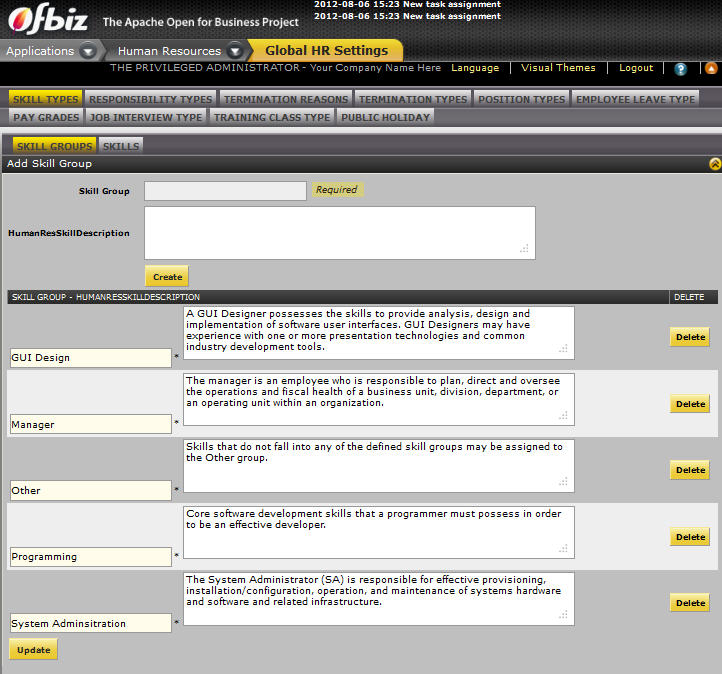 2012-08-06 15:23 New task assignment
2012-08-06 15:23 New task assignment
Ofbiz The Apache Open for Business Project
Applications Human Resources Global HR Settings
THE PRIVILEGED ADMINISTRATOR - Your Company Name Here Language Visual Themes Logout ?
SKILL TYPES RESPONSIBILITY TYPES TERMINATION REASONS TERMINATION TYPES POSITION TYPES EMPLOYEE LEAVE TYPE
PAY GRADES JOB INTERVIEW TYPE TRAINING CLASS TYPE PUBLIC HOLIDAY
SKILL GROUPS SKILLS
Add Skill Group
Skill Group Required
HumanResSkillDescription
Create
SKILL GROUP - HUMANRESSKILLDESCRIPTION DELETE
A GUI Designer possesses the skills to provide analysis, design and
implementation of software user interfaces. GUI Designers may have
experience with one or more presentation technologies and common
industry development tools.
GUI Design *
Delete
The manager is an employee who is responsible to plan, direct and oversee
the operations and fiscal health of a business unit, division, department, or
an operating unit within an organization.
Manager *
Delete
Skills that do not fall into any of the defined skill groups may be assigned to
the Other group.
Other *
Delete
Core software development skills that a programmer must possess in order
to be an effective developer.
Programming *
Delete
The System Administrator (SA) is responsible for effective provisioning,
installation/configuration, operation, and maintenance of systems hardware
and software and related infrastructure.
System Adminsitration *
Delete
Update